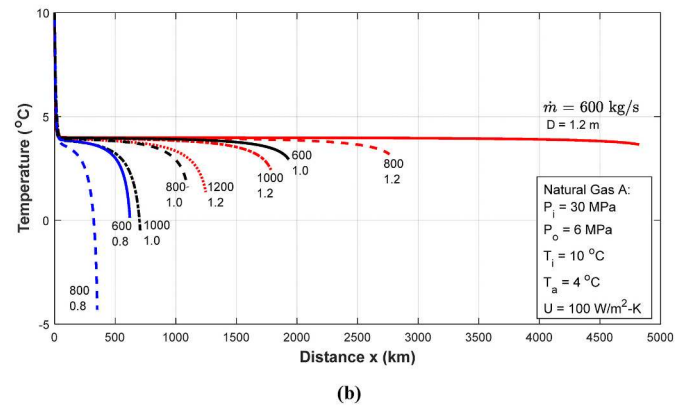 10
5
0
-5
Temperature (°C)
ṁ = 600 kg/s
D = 1.2 m
600
1.0
800
1.2
1000
1.2
1200
1.2
800
1.0
600
0.8
1000
1.0
800
0.8
Natural Gas A:
P_i = 30 MPa
P_o = 6 MPa
T_i = 10 °C
T_a = 4 °C
U = 100 W/m²-K
0 500 1000 1500 2000 2500 3000 3500 4000 4500 5000
Distance x (km)
(b)